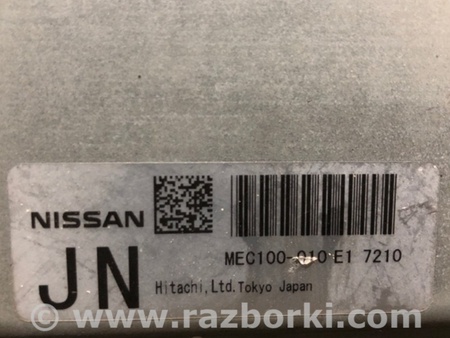 NISSAN
JN
MEC100-010 E1 7210
Hitachi,Ltd.Tokyo Japan
www.razborki.com